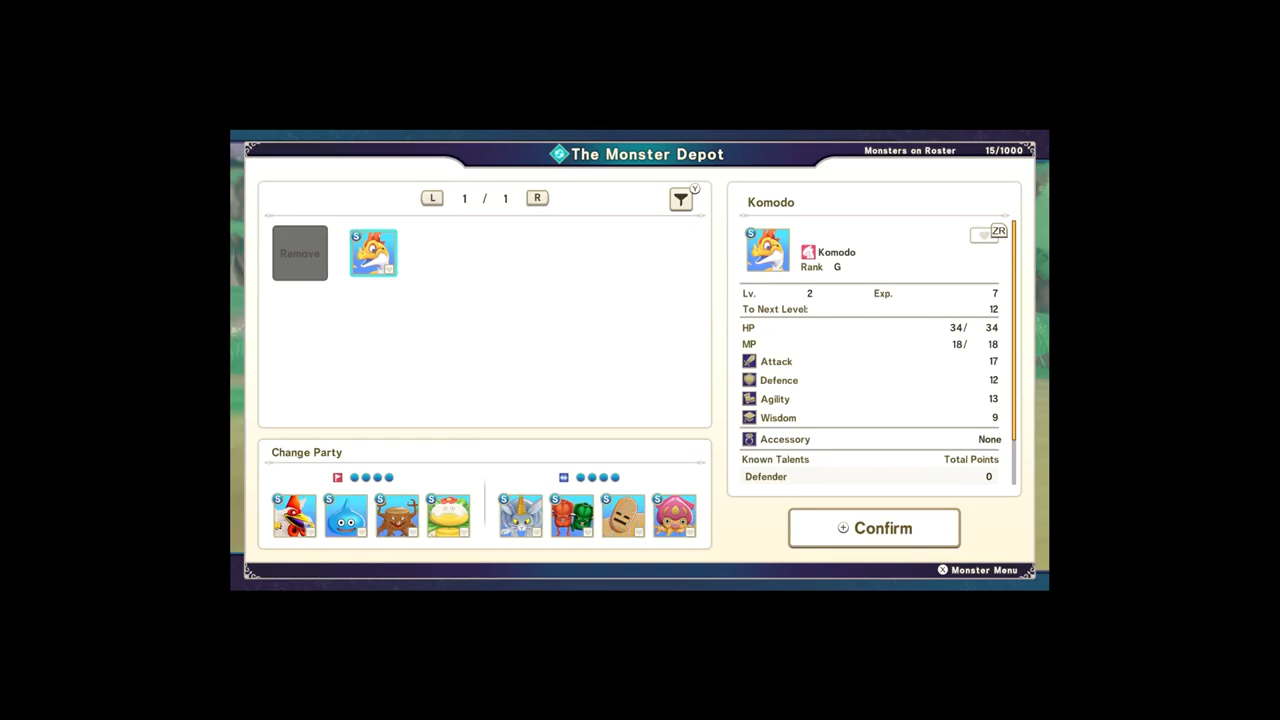 The Monster Depot
Monsters on Roster 15/1000
L 1 / 1 R
Y
Remove
S
Komodo
ZR
S
Komodo
Rank G
Lv. 2 Exp. 7
To Next Level: 12
HP 34/ 34
MP 18/ 18
Attack 17
Defence 12
Agility 13
Wisdom 9
Accessory None
Known Talents Total Points
Defender 0
Change Party
S S S S S S S S
Confirm
X Monster Menu